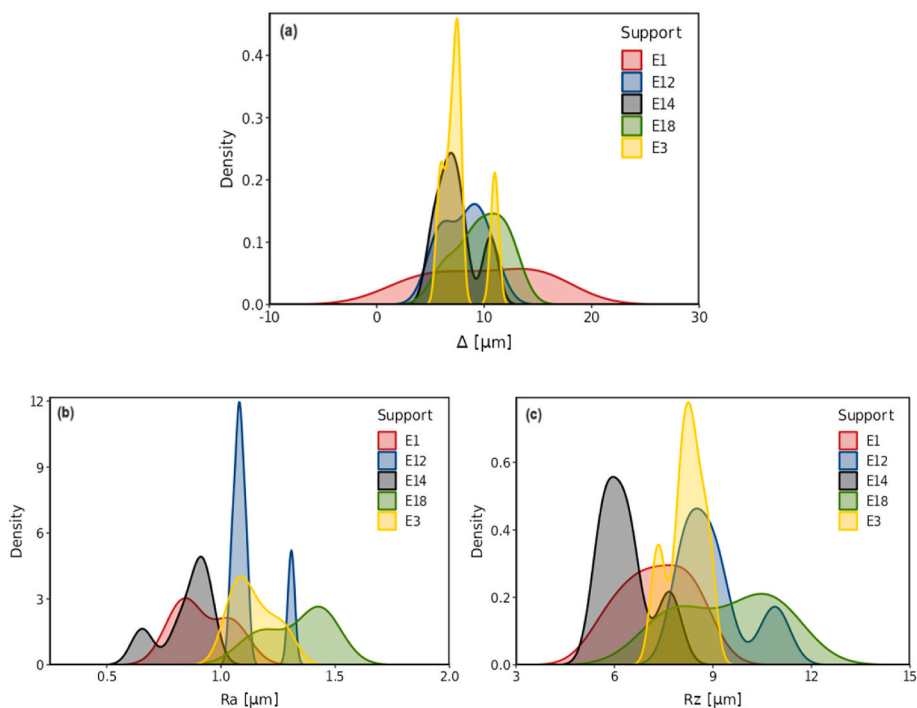 (a)
Support
E1
E12
E14
E18
E3
Density
0.4
0.3
0.2
0.1
0.0
-10 0 10 20 30
Δ [μm]
(b)
Support
E1
E12
E14
E18
E3
Density
12
9
6
3
0
0.5 1.0 1.5 2.0
Ra [μm]
(c)
Support
E1
E12
E14
E18
E3
Density
0.6
0.4
0.2
0.0
3 6 9 12 15
Rz [μm]